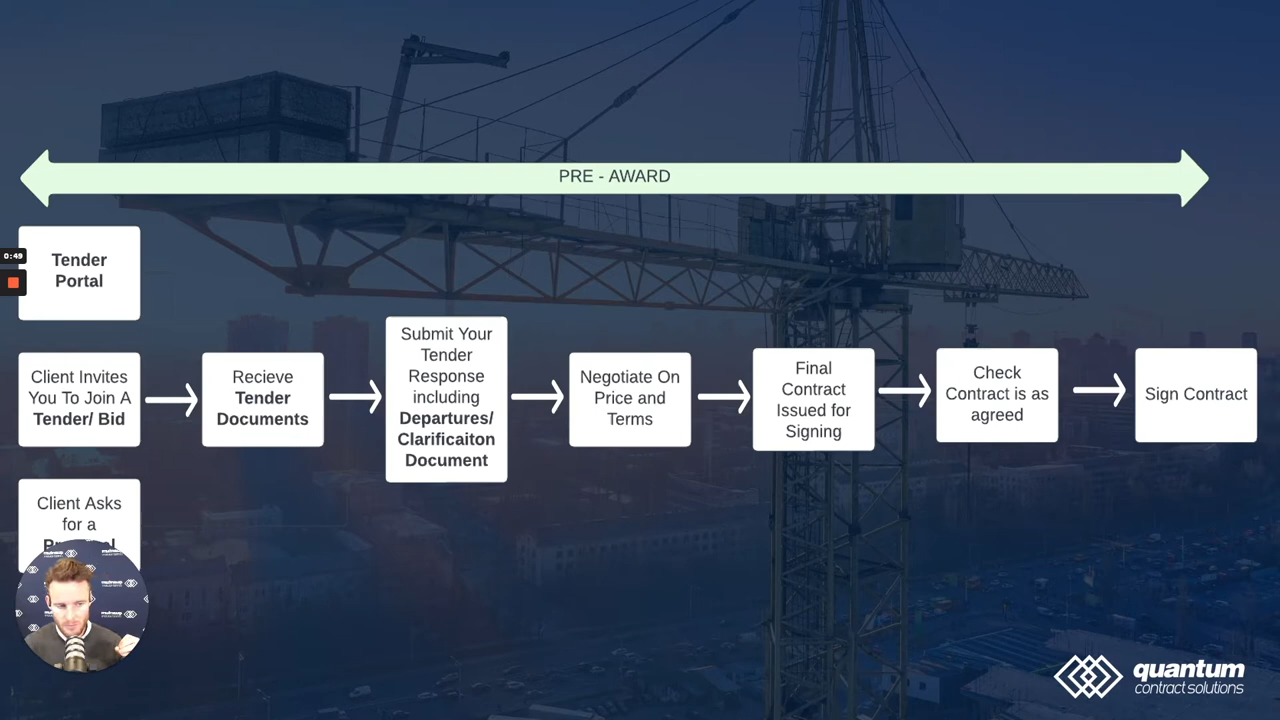 PRE - AWARD
Tender
Portal
0:49
Client Invites
You To Join A
Tender/ Bid
Recieve
Tender
Documents
Submit Your
Tender
Response
including
Departures/
Clarificaiton
Document
Negotiate On
Price and
Terms
Final
Contract
Issued for
Signing
Check
Contract is as
agreed
Sign Contract
Client Asks
for a
quantum
contract solutions